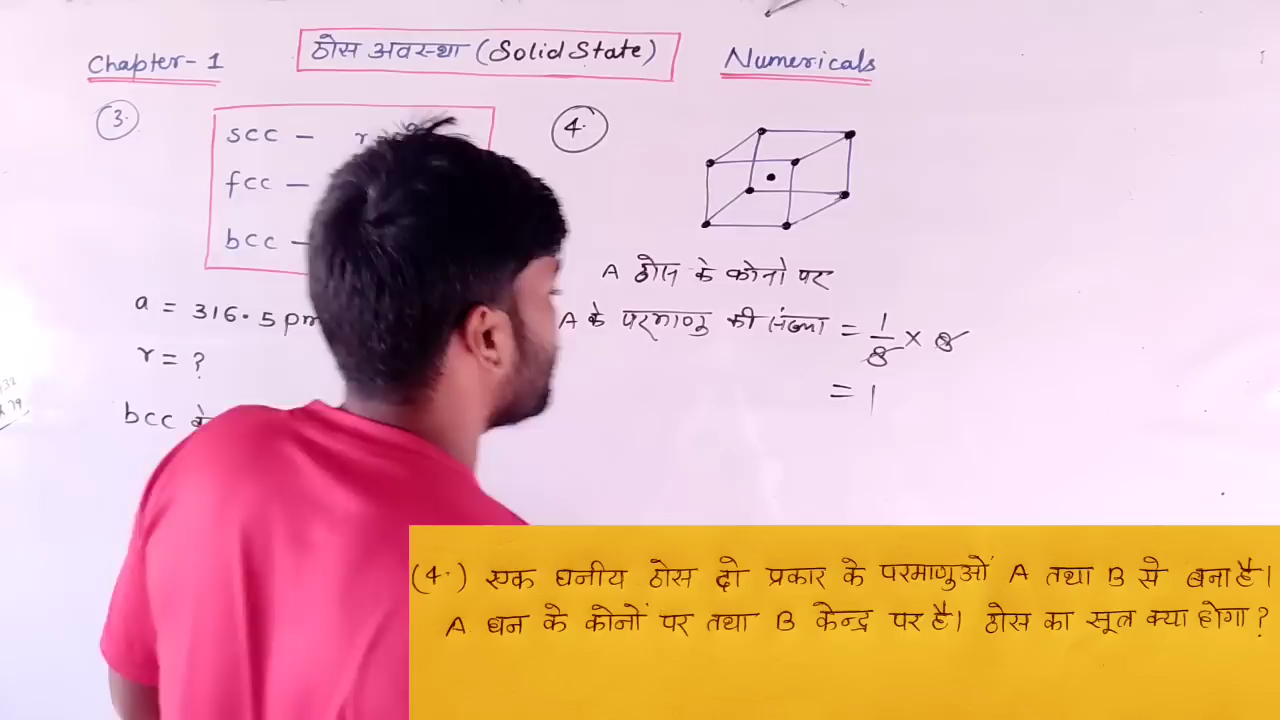 Chapter-1
ठोस अवस्था (Solid State)
Numericals
3.
scc -
fcc -
bcc -
a = 316.5 pm
r = ?
bcc के
4.
A ठोस के कोनो पर
A के परमाणु की संख्या = 1/8 × 8
= 1
(4.) एक घनीय ठोस दो प्रकार के परमाणुओं A तथा B से बना है।
A घन के कोनों पर तथा B केन्द्र पर है। ठोस का सूत्र क्या होगा?